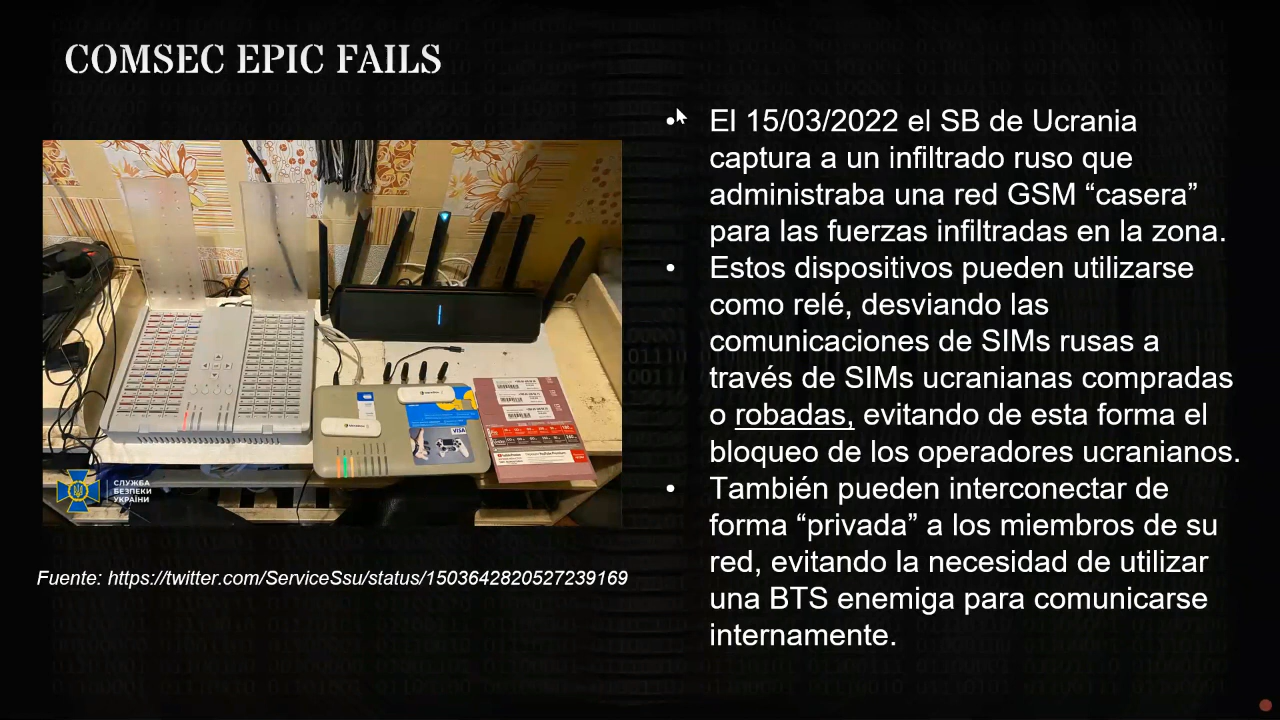 COMSEC EPIC FAILS
• El 15/03/2022 el SB de Ucrania
captura a un infiltrado ruso que
administraba una red GSM “casera”
para las fuerzas infiltradas en la zona.
• Estos dispositivos pueden utilizarse
como relé, desviando las
comunicaciones de SIMs rusas a
través de SIMs ucranianas compradas
o robadas, evitando de esta forma el
bloqueo de los operadores ucranianos.
• También pueden interconectar de
forma “privada” a los miembros de su
red, evitando la necesidad de utilizar
una BTS enemiga para comunicarse
internamente.
VISA
СЛУЖБА
БЕЗПЕКИ
УКРАЇНИ
Fuente: https://twitter.com/ServiceSsu/status/1503642820527239169